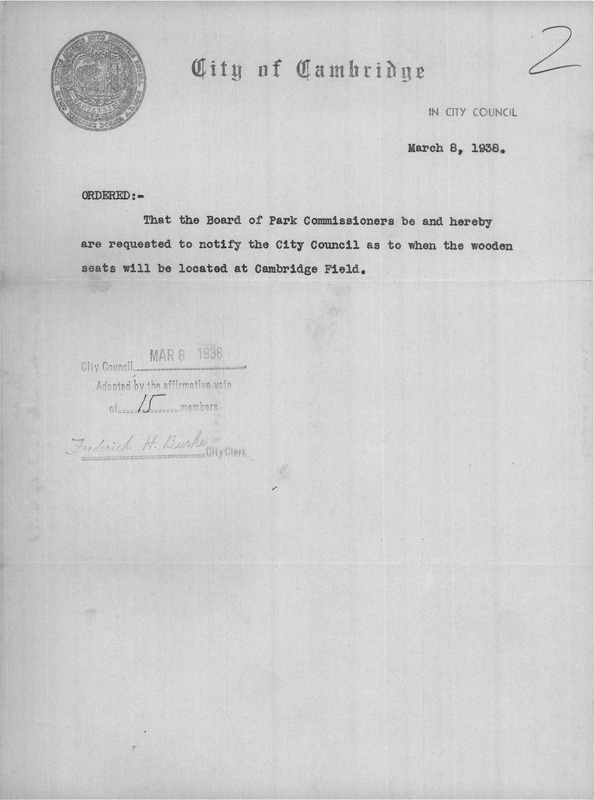 2
City of Cambridge
IN CITY COUNCIL
March 8, 1938.
ORDERED:-
That the Board of Park Commissioners be and hereby
are requested to notify the City Council as to when the wooden
seats will be located at Cambridge Field.
City Council MAR 8 1938
Adopted by the affirmative vote
of 15 members
Frederick H. Burke City Clerk